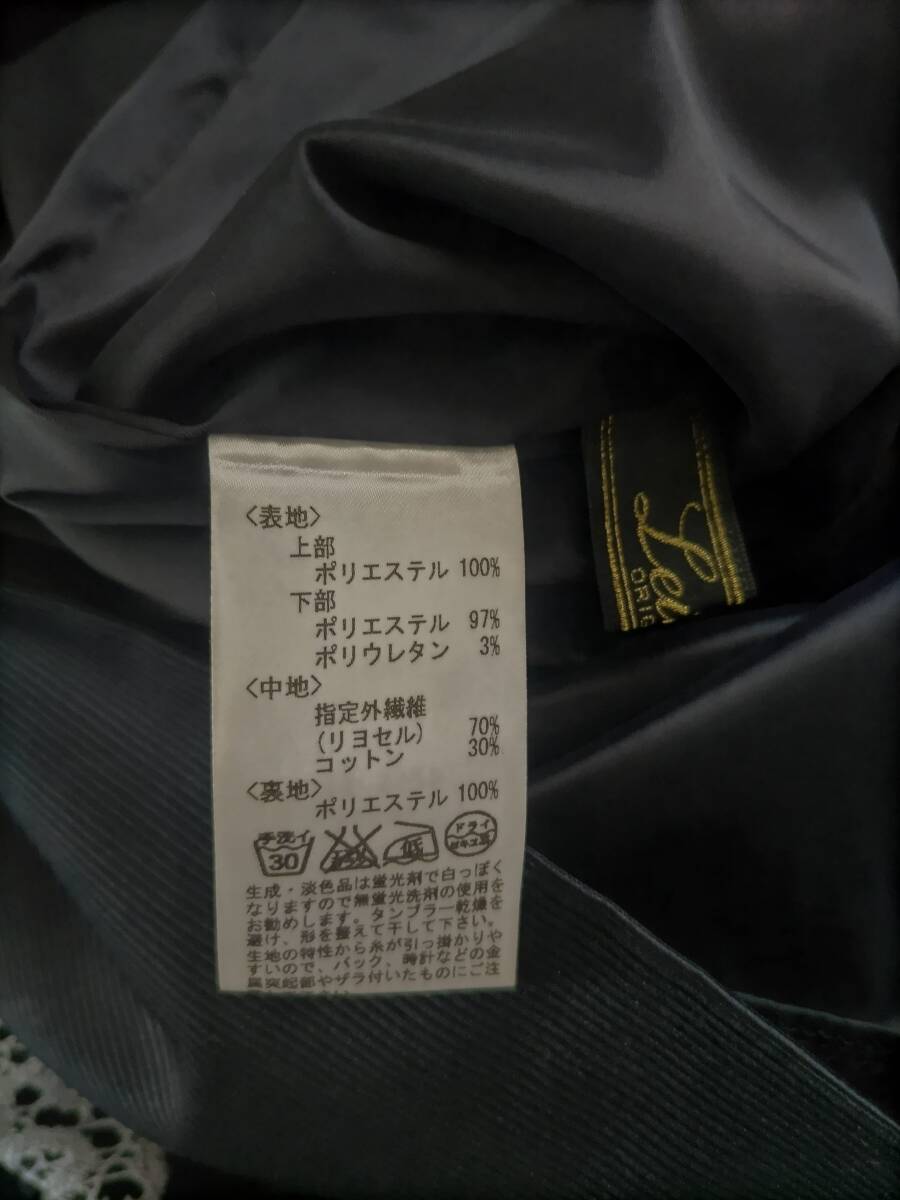 <表地>
上部
ポリエステル 100%
下部
ポリエステル 97%
ポリウレタン 3%
<中地>
指定外繊維
(リヨセル) 70%
コットン 30%
<裏地>
ポリエステル 100%
手洗イ 30 低 ドライ
生成・淡色品は蛍光剤で白っぽく
なりますので無蛍光洗剤の使用を
お勧めします。タンブラー乾燥を
避け、形を整えて干して下さい。
生地の特性から糸が引っ掛かりや
すいので、バック、時計などの金
属突起部やザラ付いたものにご注